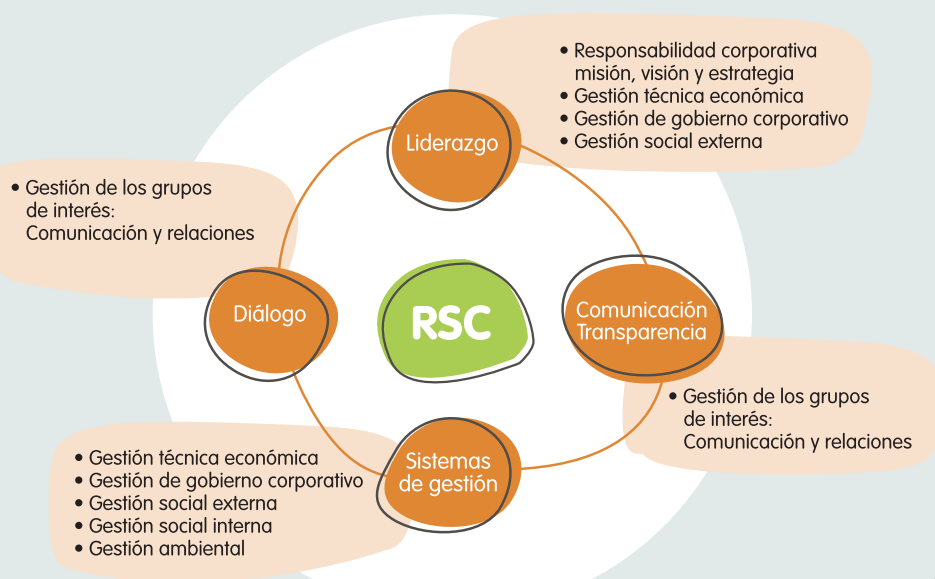 • Responsabilidad corporativa
misión, visión y estrategia
• Gestión técnica económica
• Gestión de gobierno corporativo
• Gestión social externa
Liderazgo
• Gestión de los grupos
de interés:
Comunicación y relaciones
Diálogo
RSC
Comunicación
Transparencia
• Gestión de los grupos
de interés:
Comunicación y relaciones
Sistemas
de gestión
• Gestión técnica económica
• Gestión de gobierno corporativo
• Gestión social externa
• Gestión social interna
• Gestión ambiental